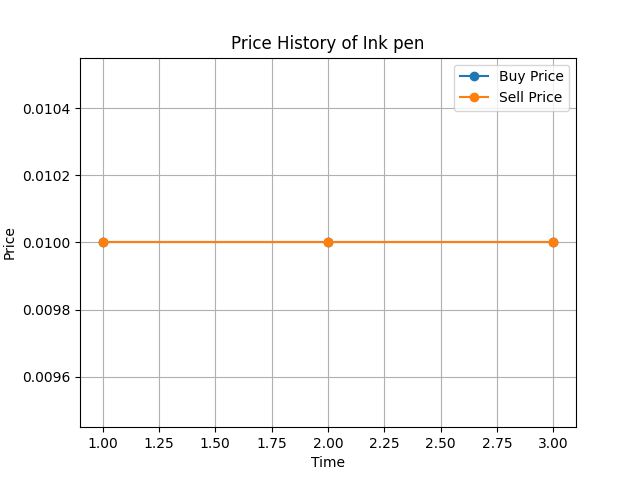 Price History of Ink pen
Buy Price
Sell Price
0.0104
0.0102
0.0100
0.0098
0.0096
Price
1.00 1.25 1.50 1.75 2.00 2.25 2.50 2.75 3.00
Time